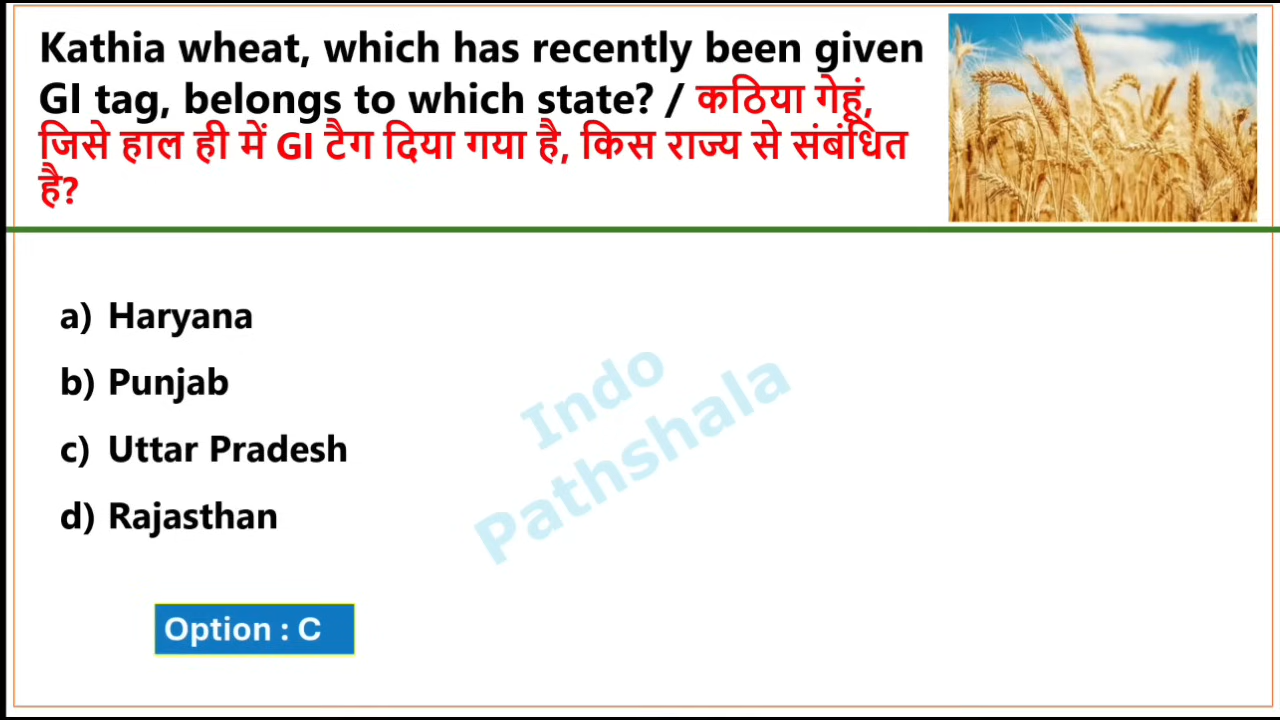 Kathia wheat, which has recently been given
GI tag, belongs to which state? / कठिया गेहूं,
जिसे हाल ही में GI टैग दिया गया है, किस राज्य से संबंधित
है?
a) Haryana
b) Punjab
c) Uttar Pradesh
d) Rajasthan
Indo
Pathshala
Option : C